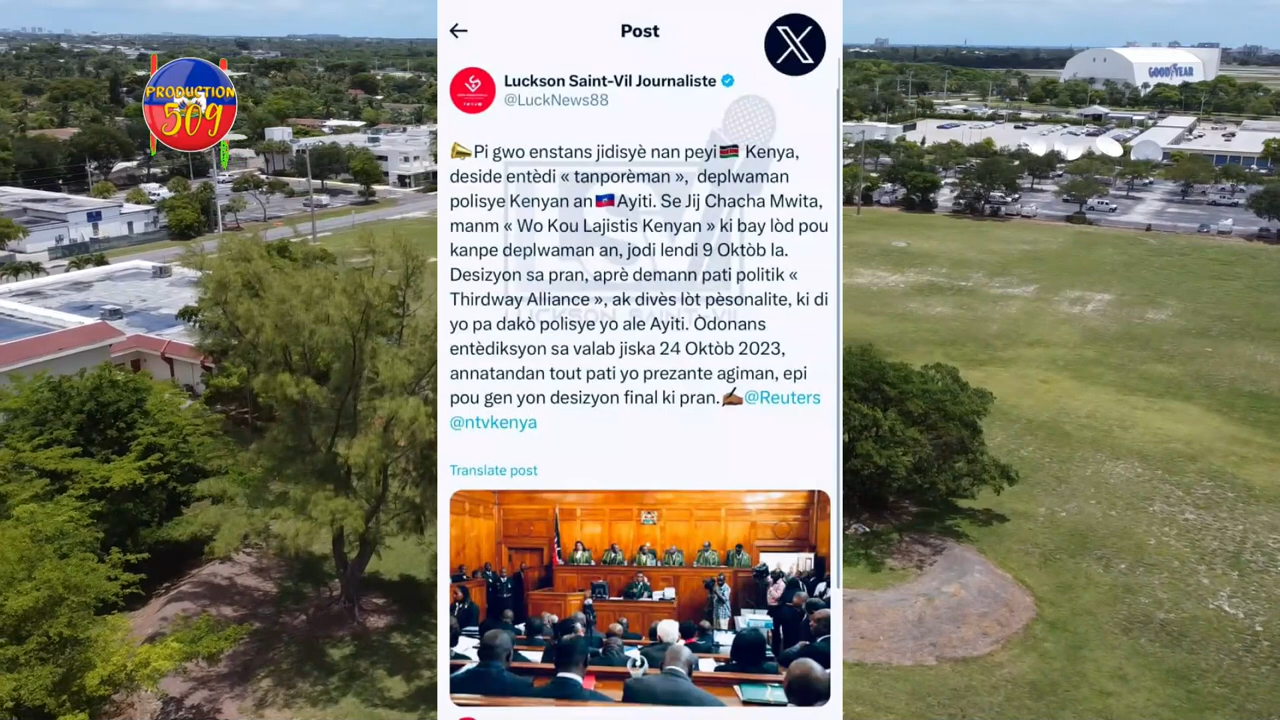 PRODUCTION
509
GOODYEAR
Post
Luckson Saint-Vil Journaliste
@LuckNews88
📣Pi gwo enstans jidisyè nan peyi🇰🇪 Kenya,
deside entèdi « tanporèman », deplwaman
polisye Kenyan an 🇭🇹Ayiti. Se Jij Chacha Mwita,
manm « Wo Kou Lajistis Kenyan » ki bay lòd pou
kanpe deplwaman an, jodi lendi 9 Oktòb la.
Desizyon sa pran, aprè demann pati politik «
Thirdway Alliance », ak divès lòt pèsonalite, ki di
yo pa dakò polisye yo ale Ayiti. Odonans
entèdiksyon sa valab jiska 24 Oktòb 2023,
annatandan tout pati yo prezante agiman, epi
pou gen yon desizyon final ki pran.✍🏾@Reuters
@ntvkenya
Translate post
LUCKSON SAINT-VIL